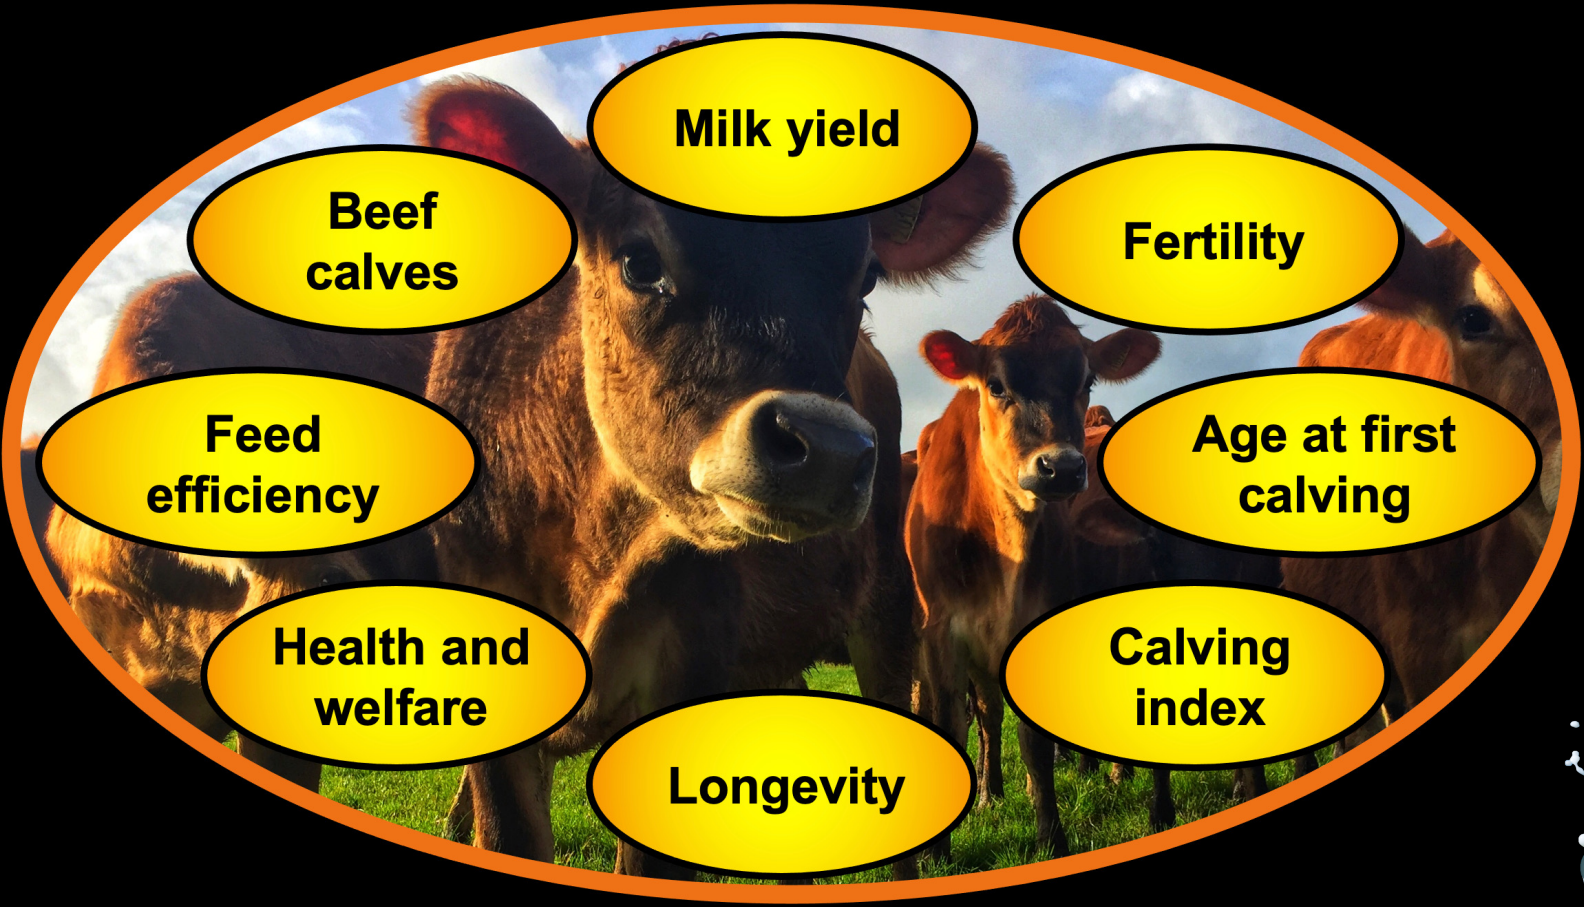 Milk yield
Beef
calves
Fertility
Feed
efficiency
Age at first
calving
Health and
welfare
Calving
index
Longevity